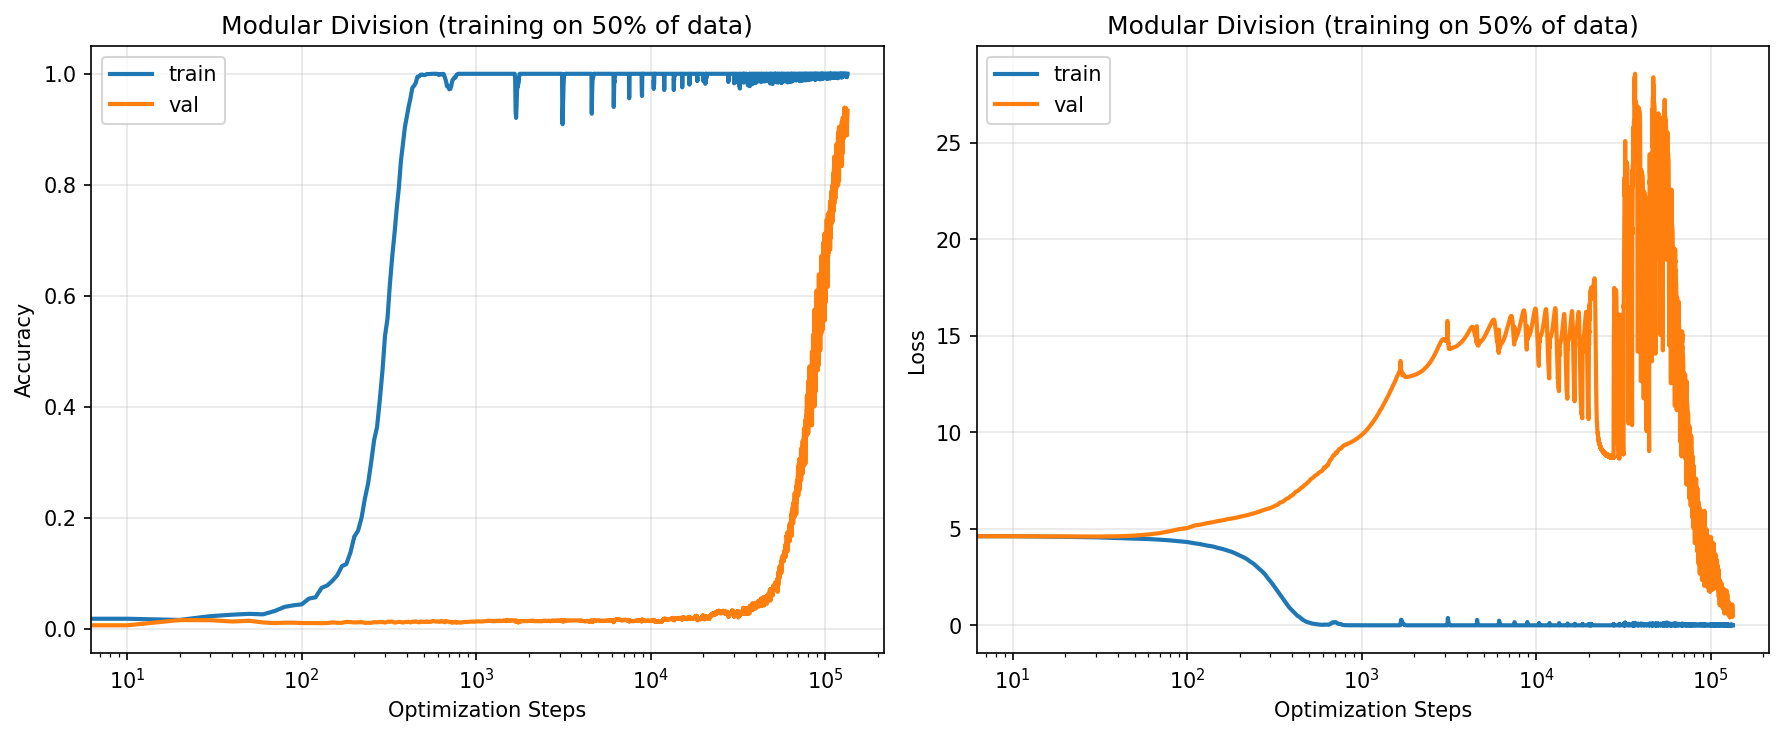 Modular Division (training on 50% of data)
train
val
Accuracy
1.0
0.8
0.6
0.4
0.2
0.0
10¹
10²
10³
10⁴
10⁵
Optimization Steps
Modular Division (training on 50% of data)
train
val
Loss
25
20
15
10
5
0
10¹
10²
10³
10⁴
10⁵
Optimization Steps